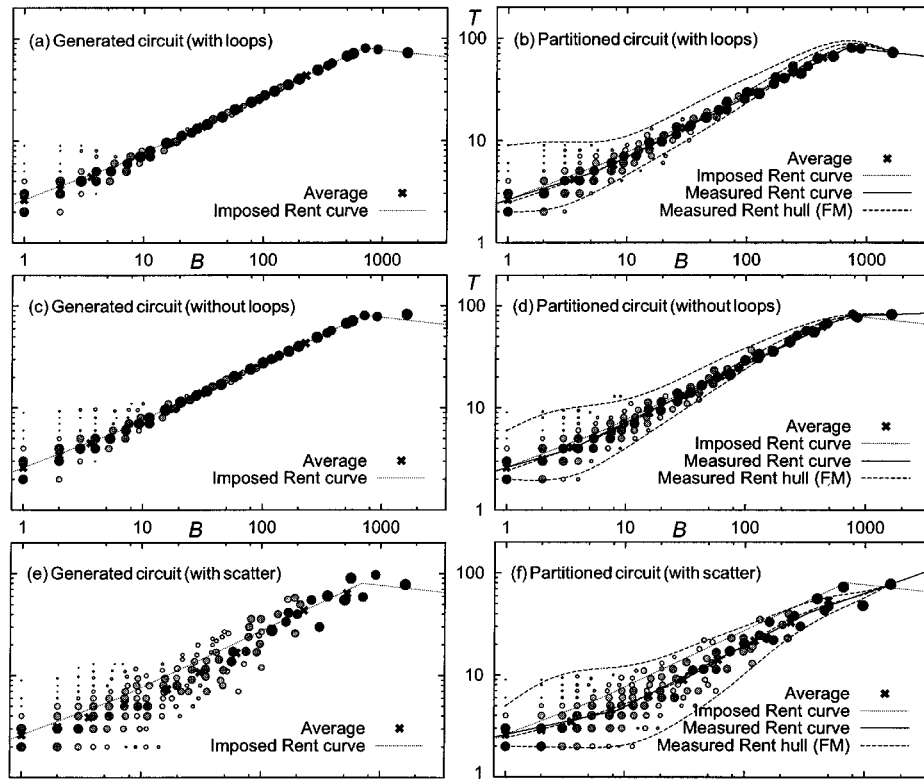 T
(a) Generated circuit (with loops)
Average
Imposed Rent curve
1 10 B 100 1000
(b) Partitioned circuit (with loops)
100
10
1
Average
Imposed Rent curve
Measured Rent curve
Measured Rent hull (FM)
1 10 B 100 1000
T
(c) Generated circuit (without loops)
Average
Imposed Rent curve
1 10 B 100 1000
(d) Partitioned circuit (without loops)
100
10
1
Average
Imposed Rent curve
Measured Rent curve
Measured Rent hull (FM)
1 10 B 100 1000
(e) Generated circuit (with scatter)
Average
Imposed Rent curve
(f) Partitioned circuit (with scatter)
100
10
1
Average
Imposed Rent curve
Measured Rent curve
Measured Rent hull (FM)